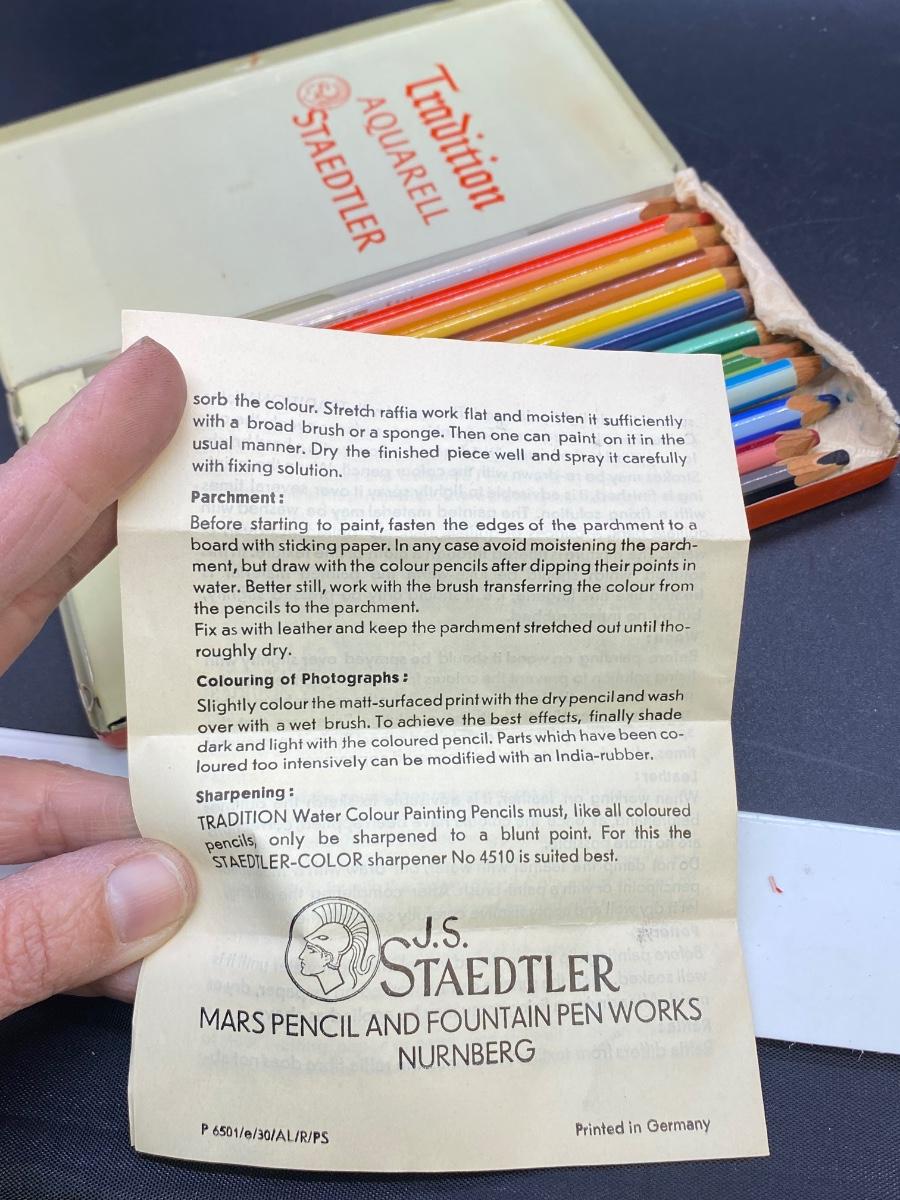 Tradition
AQUARELL
STAEDTLER
sorb the colour. Stretch raffia work flat and moisten it sufficiently
with a broad brush or a sponge. Then one can paint on it in the
usual manner. Dry the finished piece well and spray it carefully
with fixing solution.
Parchment:
Before starting to paint, fasten the edges of the parchment to a
board with sticking paper. In any case avoid moistening the parch-
ment, but draw with the colour pencils after dipping their points in
water. Better still, work with the brush transferring the colour from
the pencils to the parchment.
Fix as with leather and keep the parchment stretched out until tho-
roughly dry.
Colouring of Photographs:
Slightly colour the matt-surfaced print with the dry pencil and wash
over with a wet brush. To achieve the best effects, finally shade
dark and light with the coloured pencil. Parts which have been co-
loured too intensively can be modified with an India-rubber.
Sharpening:
TRADITION Water Colour Painting Pencils must, like all coloured
pencils, only be sharpened to a blunt point. For this the
STAEDTLER-COLOR sharpener No 4510 is suited best.
J.S.
STAEDTLER
MARS PENCIL AND FOUNTAIN PEN WORKS
NURNBERG
P 6501/e/30/AL/R/PS
Printed in Germany